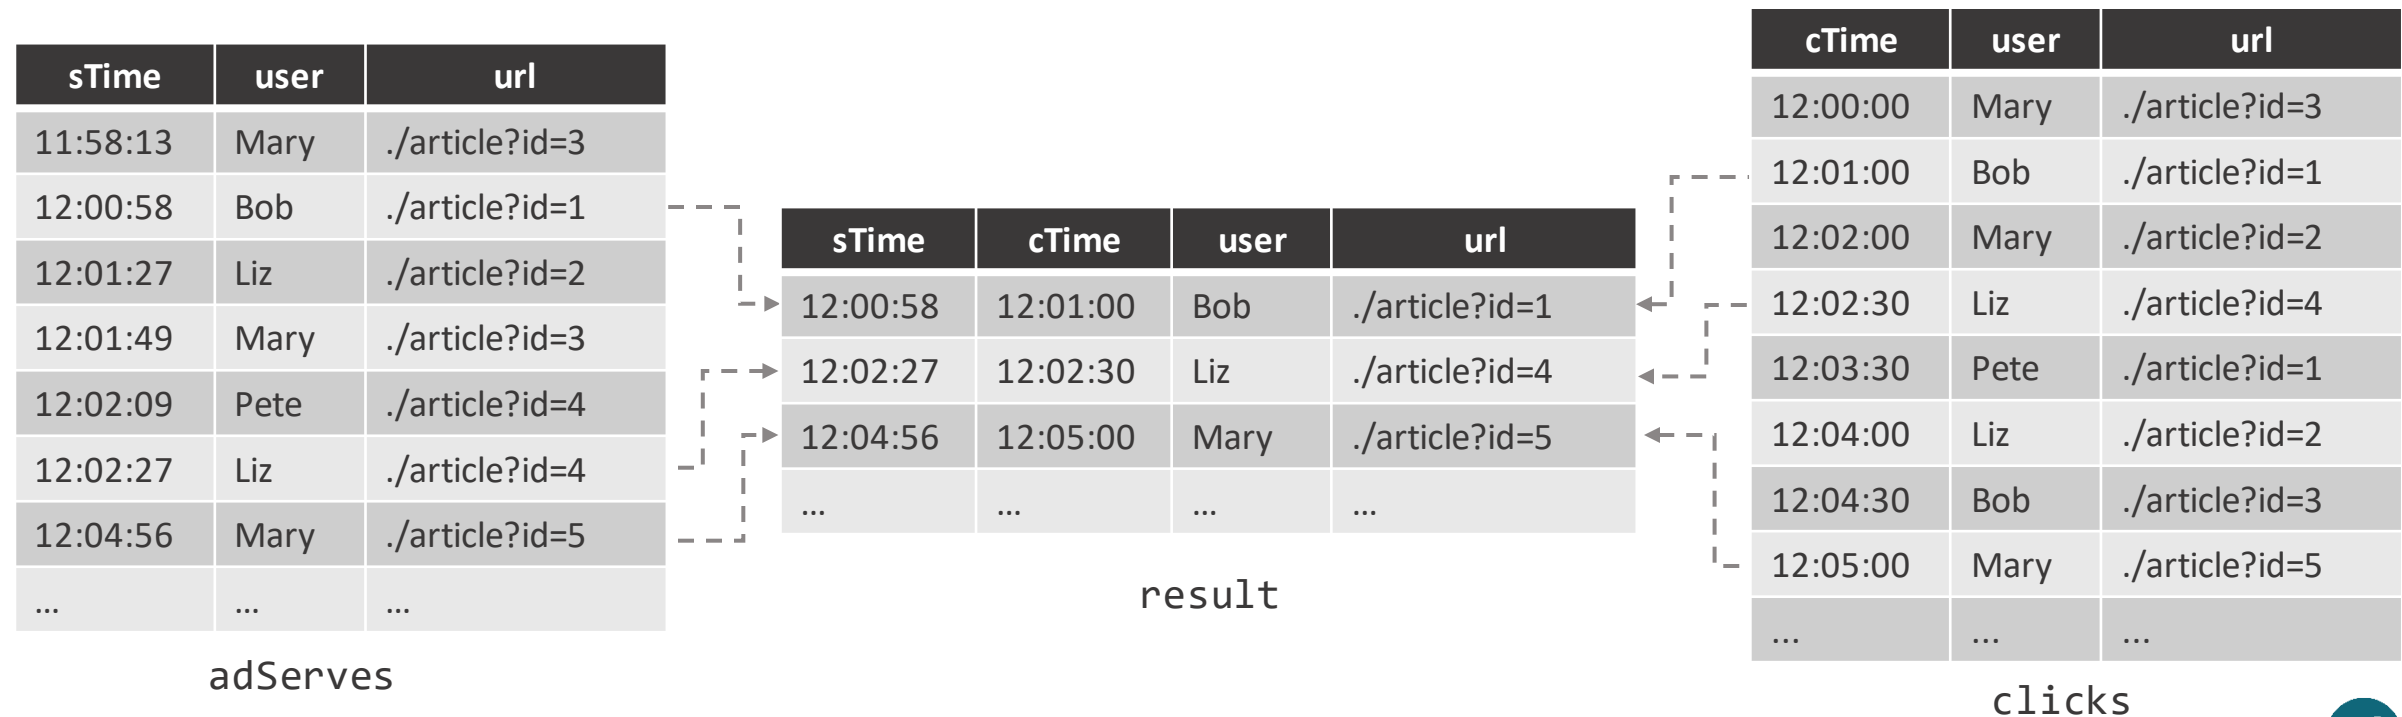 sTime user url
11:58:13 Mary ./article?id=3
12:00:58 Bob ./article?id=1
12:01:27 Liz ./article?id=2
12:01:49 Mary ./article?id=3
12:02:09 Pete ./article?id=4
12:02:27 Liz ./article?id=4
12:04:56 Mary ./article?id=5
... ... ...
adServes
sTime cTime user url
12:00:58 12:01:00 Bob ./article?id=1
12:02:27 12:02:30 Liz ./article?id=4
12:04:56 12:05:00 Mary ./article?id=5
... ... ... ...
result
cTime user url
12:00:00 Mary ./article?id=3
12:01:00 Bob ./article?id=1
12:02:00 Mary ./article?id=2
12:02:30 Liz ./article?id=4
12:03:30 Pete ./article?id=1
12:04:00 Liz ./article?id=2
12:04:30 Bob ./article?id=3
12:05:00 Mary ./article?id=5
... ... ...
clicks